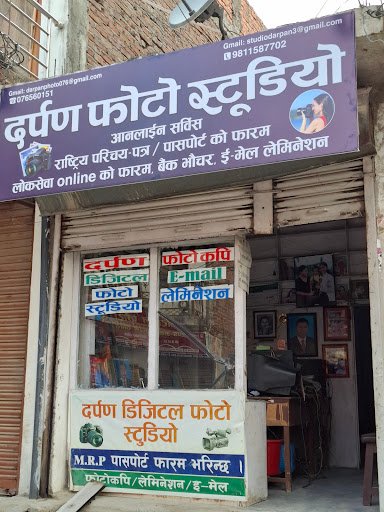 Gmail: darpanphoto076@gmail.com
076560151
Gmail: studiodarpan3@gmail.com
9811587702
दर्पण फोटो स्टूडियो
आनलाईन सर्विस
राष्ट्रिय परिचय-पत्र / पासपोर्ट को फारम
लोकसेवा online को फारम, बैंक भौचर, ई-मेल लेमिनेशन
दर्पण
डिजिटल
फोटो
स्टूडियो
फोटोकपि
E-mail
लेमिनेशन
दर्पण डिजिटल फोटो
स्टूडियो
M.R.P पासपोर्ट फारम भरिन्छ ।
फोटोकपि/लेमिनेशन/इ-मेल